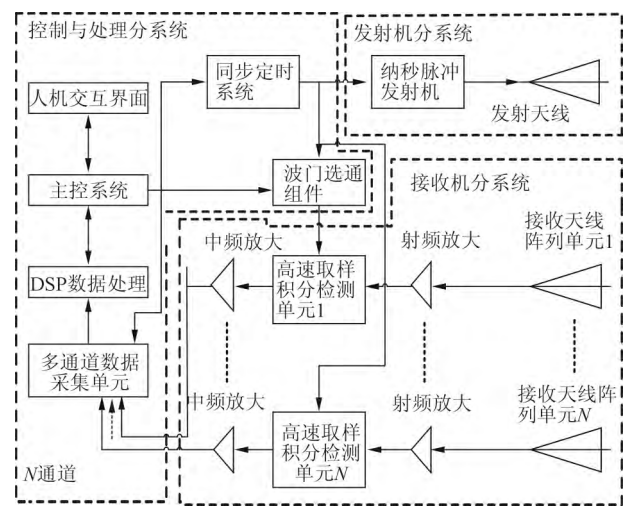 控制与处理分系统
发射机分系统
同步定时
系统
纳秒脉冲
发射机
发射天线
人机交互界面
主控系统
波门选通
组件
接收机分系统
中频放大
射频放大
接收天线
阵列单元1
高速取样
积分检测
单元1
DSP数据处理
多通道数据
采集单元
中频放大
射频放大
接收天线阵
列单元N
高速取样
积分检测
单元N
N通道